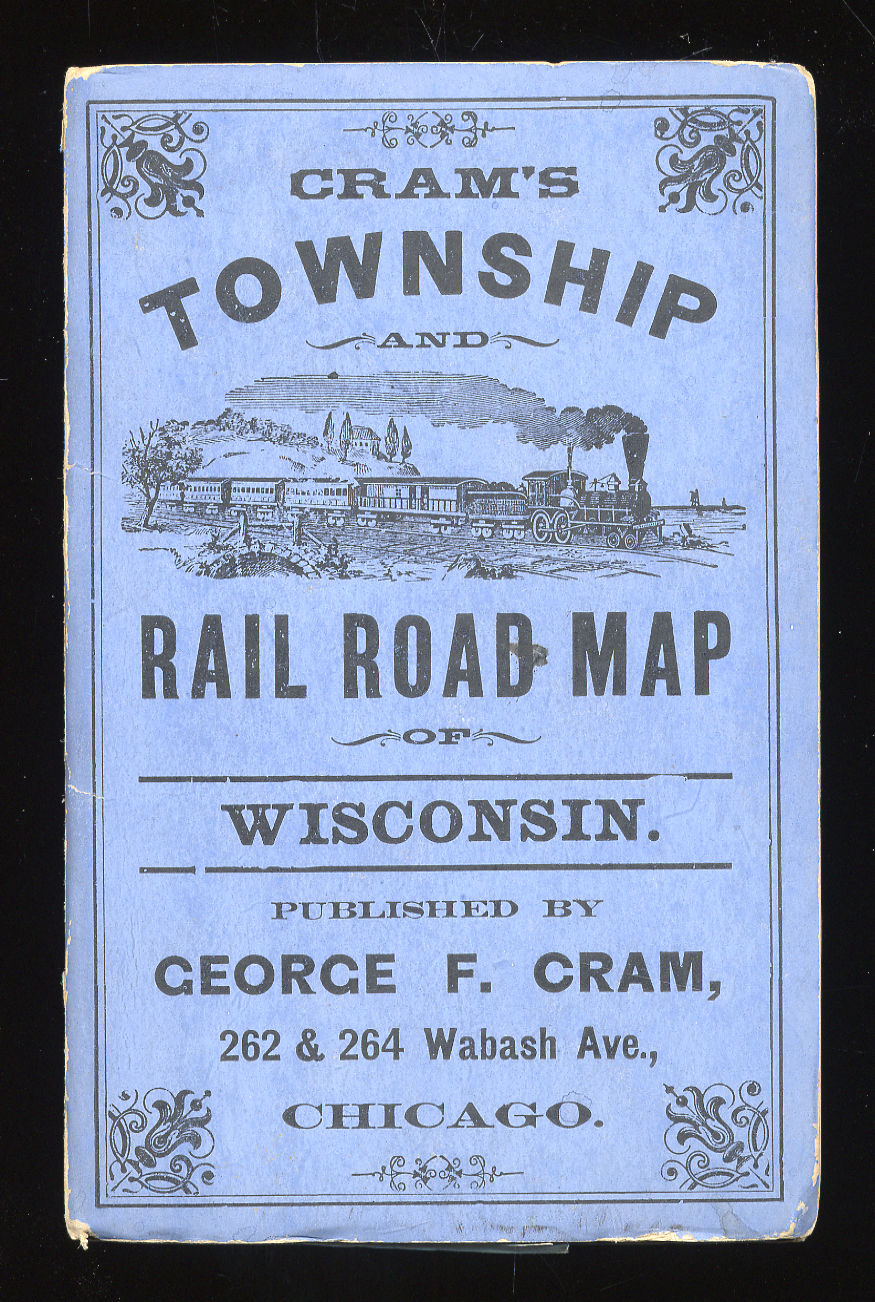 CRAM'S
TOWNSHIP
AND
RAIL ROAD MAP
OF
WISCONSIN.
PUBLISHED BY
GEORGE F. CRAM,
262 & 264 Wabash Ave.,
CHICAGO.